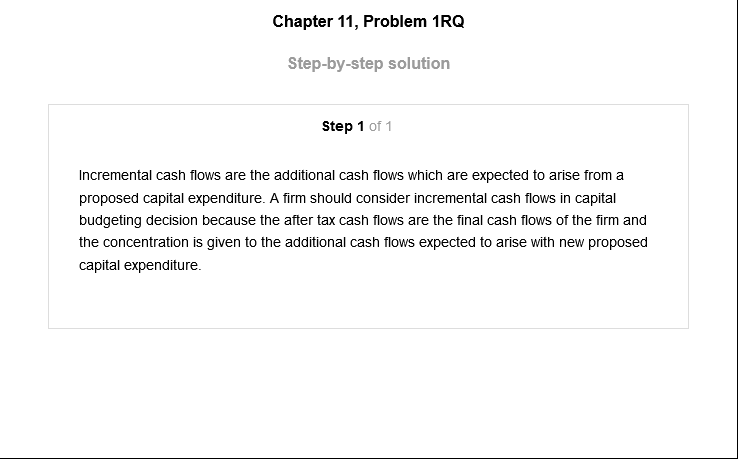 Chapter 11, Problem 1RQ
Step-by-step solution
Step 1 of 1
Incremental cash flows are the additional cash flows which are expected to arise from a
proposed capital expenditure. A firm should consider incremental cash flows in capital
budgeting decision because the after tax cash flows are the final cash flows of the firm and
the concentration is given to the additional cash flows expected to arise with new proposed
capital expenditure.